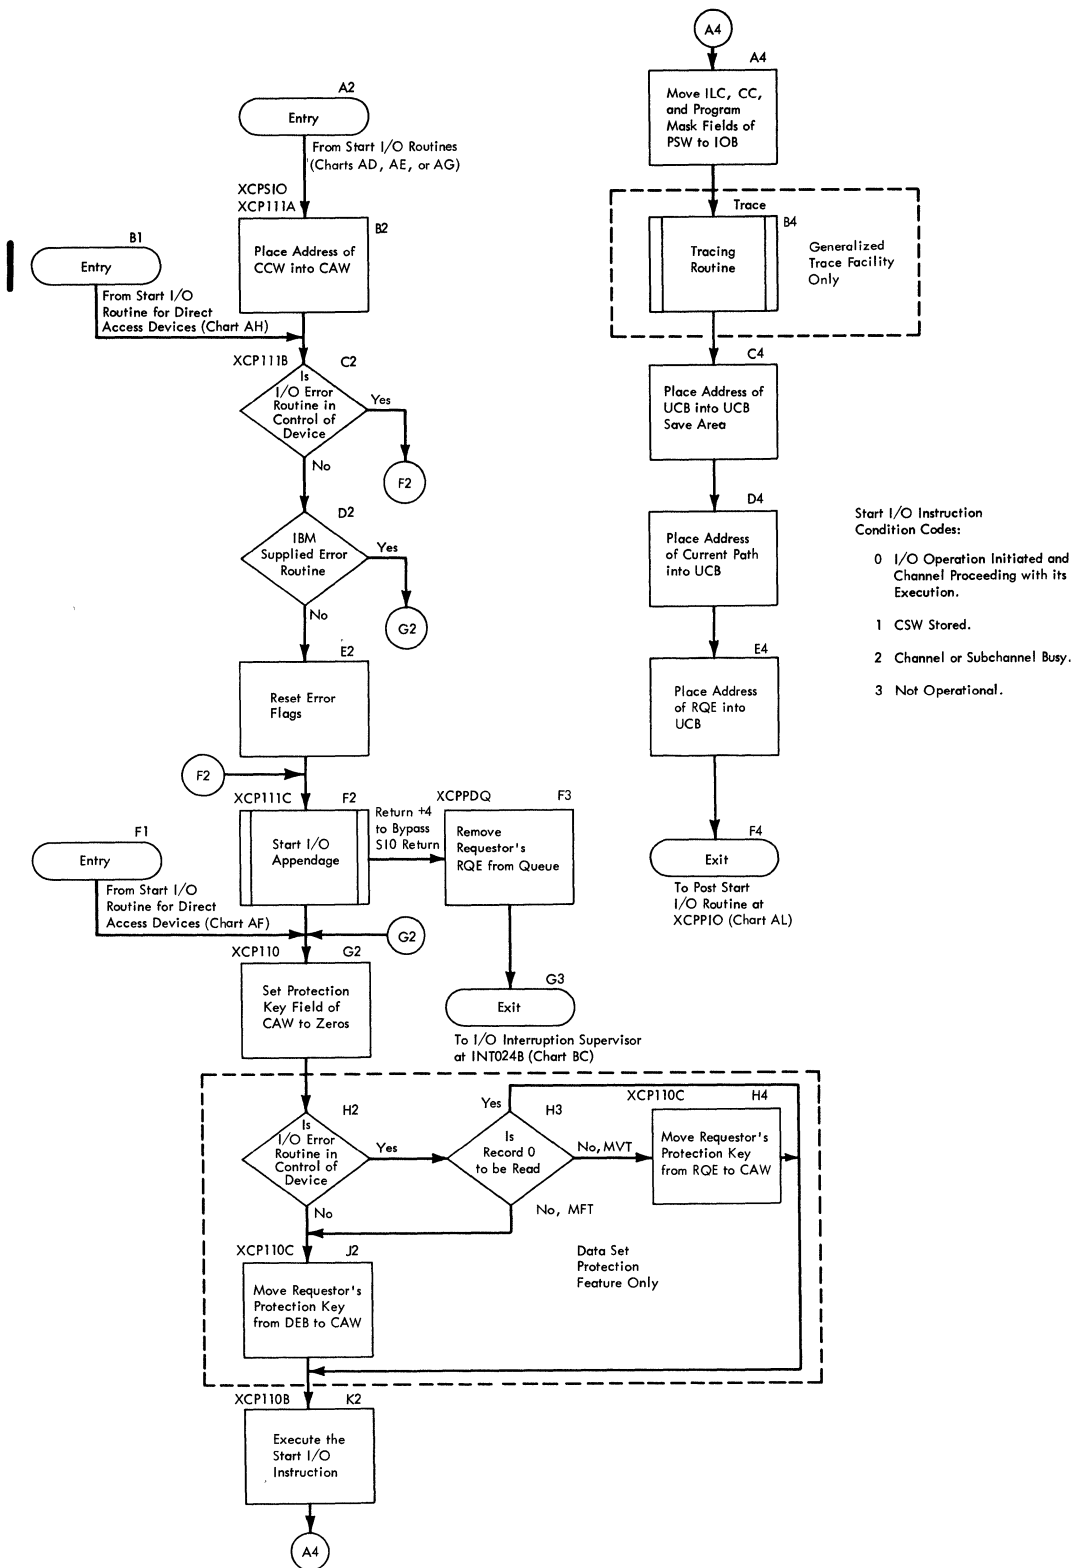 A2
Entry
From Start I/O Routines
(Charts AD, AE, or AG)
XCPSIO
XCP111A
B2
Place Address of
CCW into CAW
B1
Entry
From Start I/O
Routine for Direct
Access Devices (Chart AH)
XCP111B
C2
Is
I/O Error
Routine in
Control of
Device
Yes
F2
No
D2
IBM
Supplied Error
Routine
Yes
G2
No
E2
Reset Error
Flags
F2
XCP111C
F2
Start I/O
Appendage
Return +4
to Bypass
SIO Return
XCPPDQ
F3
Remove
Requestor's
RQE from Queue
F1
Entry
From Start I/O
Routine for Direct
Access Devices (Chart AF)
G2
XCP110
G2
Set Protection
Key Field of
CAW to Zeros
G3
Exit
To I/O Interruption Supervisor
at INT024B (Chart BC)
H2
Is
I/O Error
Routine in
Control of
Device
Yes
No
Yes
H3
Is
Record 0
to be Read
No, MVT
No, MFT
XCP110C
H4
Move Requestor's
Protection Key
from RQE to CAW
XCP110C
J2
Move Requestor's
Protection Key
from DEB to CAW
Data Set
Protection
Feature Only
XCP110B
K2
Execute the
Start I/O
Instruction
A4
A4
A4
Move ILC, CC,
and Program
Mask Fields of
PSW to IOB
Trace
B4
Tracing
Routine
Generalized
Trace Facility
Only
C4
Place Address of
UCB into UCB
Save Area
D4
Place Address
of Current Path
into UCB
E4
Place Address
of RQE into
UCB
F4
Exit
To Post Start
I/O Routine at
XCPPIO (Chart AL)
Start I/O Instruction
Condition Codes:
0 I/O Operation Initiated and
Channel Proceeding with its
Execution.
1 CSW Stored.
2 Channel or Subchannel Busy.
3 Not Operational.